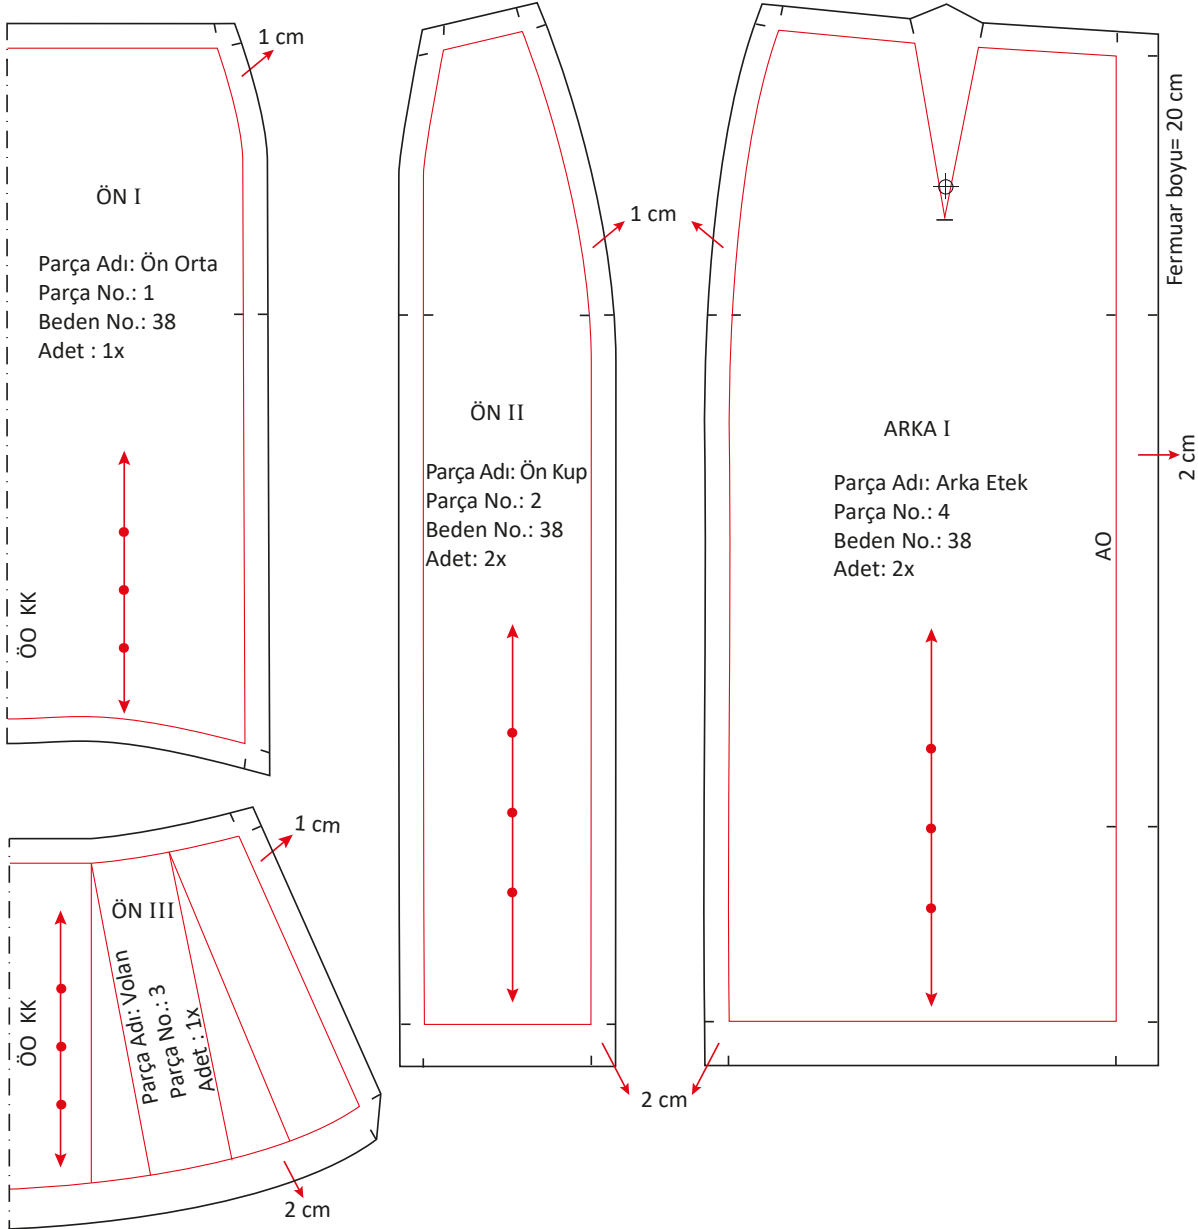 1 cm
ÖN I
Parça Adı: Ön Orta
Parça No.: 1
Beden No.: 38
Adet : 1x
ÖO KK
ÖN II
Parça Adı: Ön Kup
Parça No.: 2
Beden No.: 38
Adet: 2x
1 cm
ARKA I
Parça Adı: Arka Etek
Parça No.: 4
Beden No.: 38
Adet: 2x
AO
Fermuar boyu= 20 cm
2 cm
1 cm
ÖN III
Parça Adı: Volan
Parça No.: 3
Adet : 1x
ÖO KK
2 cm
2 cm